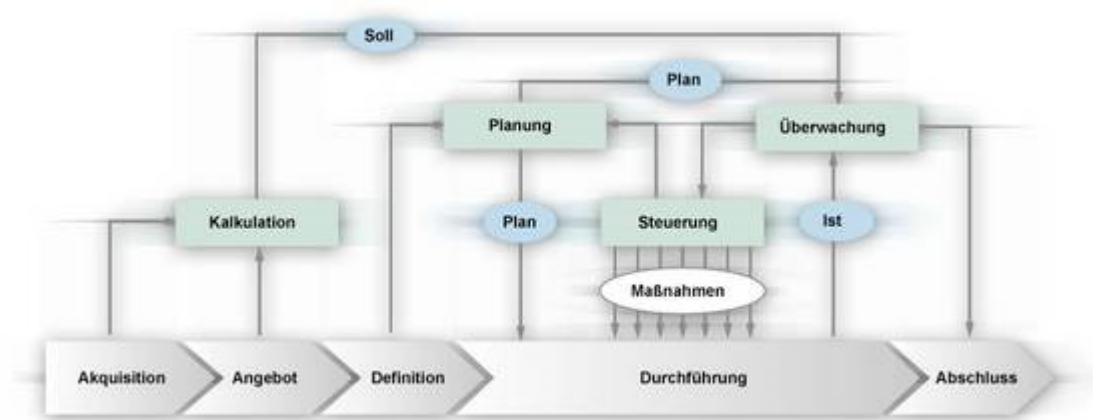 Soll
Plan
Planung
Überwachung
Kalkulation
Plan
Steuerung
Ist
Maßnahmen
Akquisition
Angebot
Definition
Durchführung
Abschluss